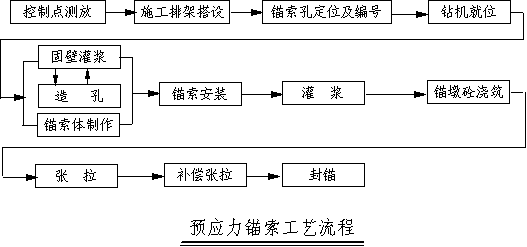 控制点测放
施工排架搭设
锚索孔定位及编号
钻机就位
固壁灌浆
造 孔
锚索体制作
锚索安装
灌 浆
锚墩砼浇筑
张 拉
补偿张拉
封锚
预应力锚索工艺流程